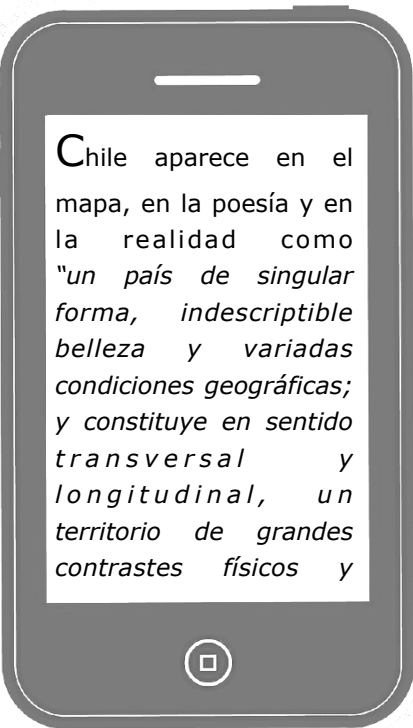 Chile aparece en el
mapa, en la poesía y en
la realidad como
“un país de singular
forma, indescriptible
belleza y variadas
condiciones geográficas;
y constituye en sentido
transversal y
longitudinal, un
territorio de grandes
contrastes físicos y